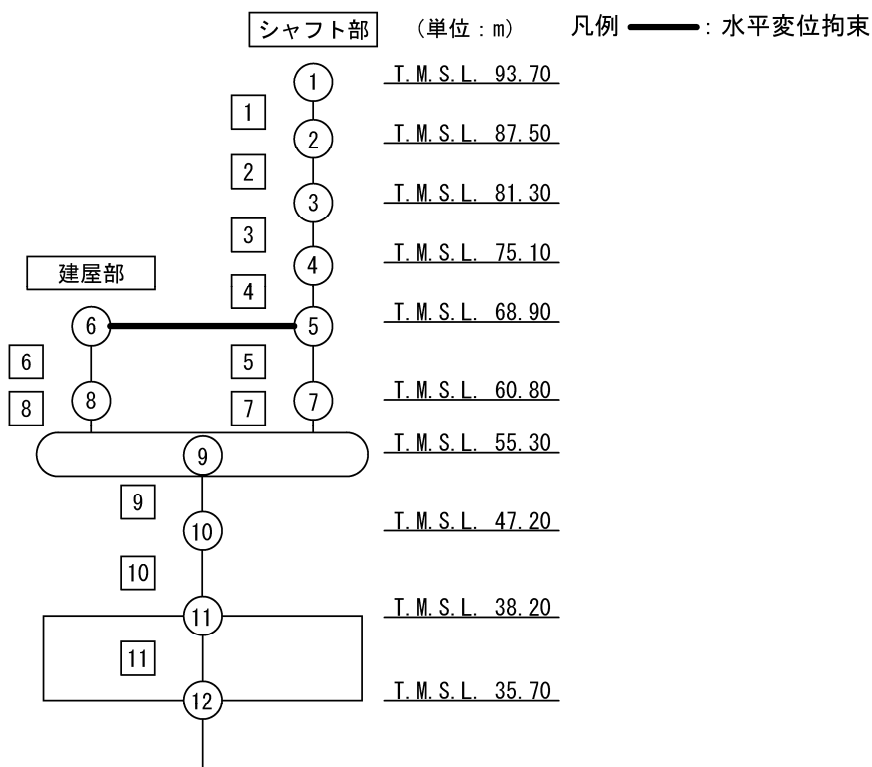 シャフト部 (単位:m) 凡例 : 水平変位拘束
① T.M.S.L. 93.70
1
② T.M.S.L. 87.50
2
③ T.M.S.L. 81.30
3
④ T.M.S.L. 75.10
建屋部
4
⑥ ⑤ T.M.S.L. 68.90
6 5
⑧ ⑦ T.M.S.L. 60.80
8 7
⑨ T.M.S.L. 55.30
9
⑩ T.M.S.L. 47.20
10
⑪ T.M.S.L. 38.20
11
⑫ T.M.S.L. 35.70